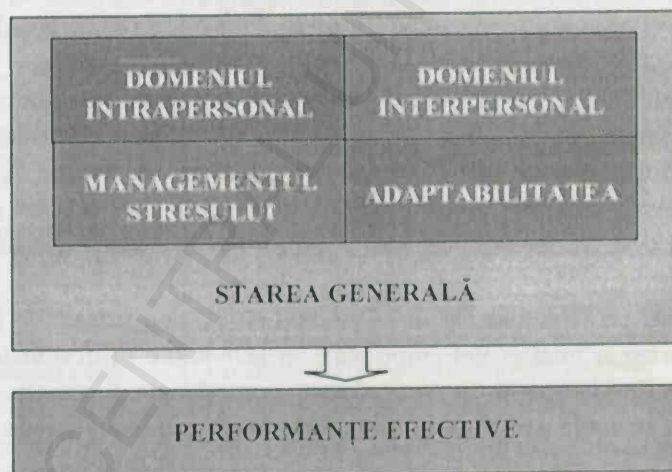 DOMENIUL
INTRAPERSONAL
DOMENIUL
INTERPERSONAL
MANAGEMENTUL
STRESULUI
ADAPTABILITATEA
STAREA GENERALĂ
PERFORMANȚE EFECTIVE